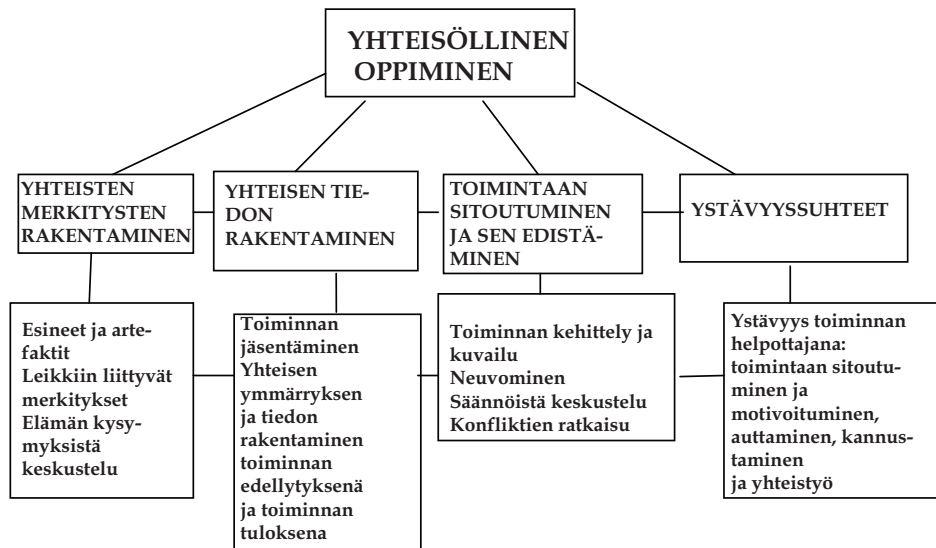 YHTEISÖLLINEN
OPPIMINEN
YHTEISTEN
MERKITYSTEN
RAKENTAMINEN
YHTEISEN TIE-
DON
RAKENTAMINEN
TOIMINTAAN
SITOUTUMINEN
JA SEN EDISTÄ-
MINEN
YSTÄVYYSSUHTEET
Esineet ja arte-
faktit
Leikkiin liittyvät
merkitykset
Elämän kysy-
myksistä
keskustelu
Toiminnan
jäsentäminen
Yhteisen
ymmärryksen
ja tiedon
rakentaminen
toiminnan
edellytyksenä
ja toiminnan
tuloksena
Toiminnan kehittely ja
kuvailu
Neuvominen
Säännöistä keskustelu
Konfliktien ratkaisu
Ystävyys toiminnan
helpottajana:
toimintaan sitoutu-
minen ja
motivoituminen,
auttaminen, kannus-
taminen
ja yhteistyö